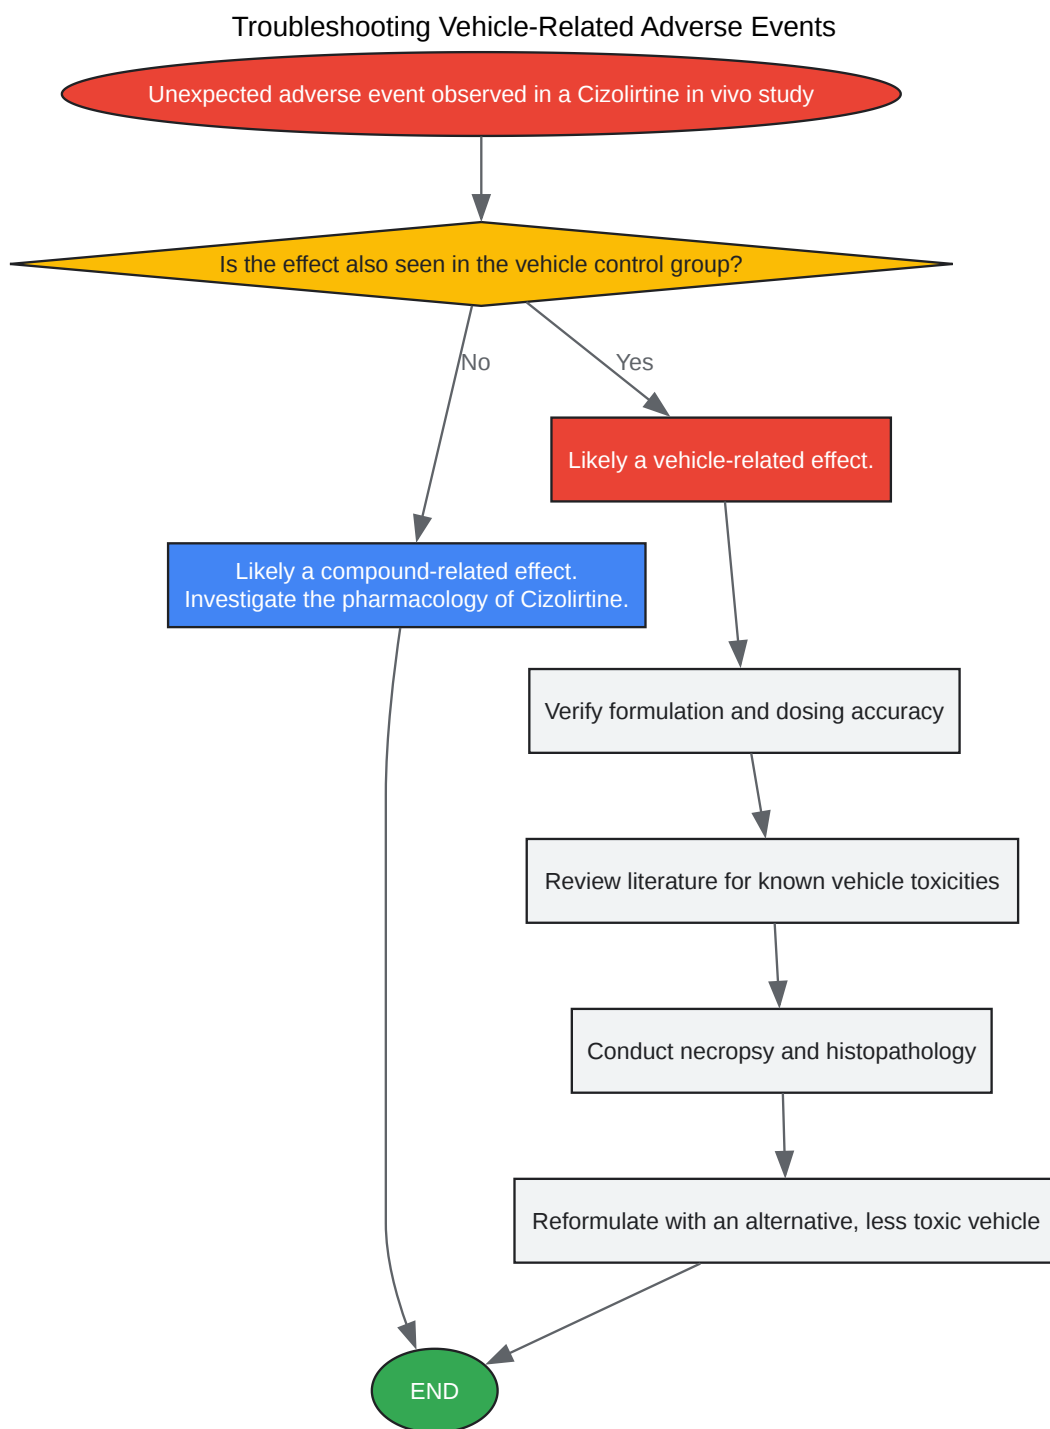 Troubleshooting Vehicle-Related Adverse Events
Unexpected adverse event observed in a Cizolirtine in vivo study
Is the effect also seen in the vehicle control group?
No
Yes
Likely a vehicle-related effect.
Likely a compound-related effect.
Investigate the pharmacology of Cizolirtine.
Verify formulation and dosing accuracy
Review literature for known vehicle toxicities
Conduct necropsy and histopathology
Reformulate with an alternative, less toxic vehicle
END